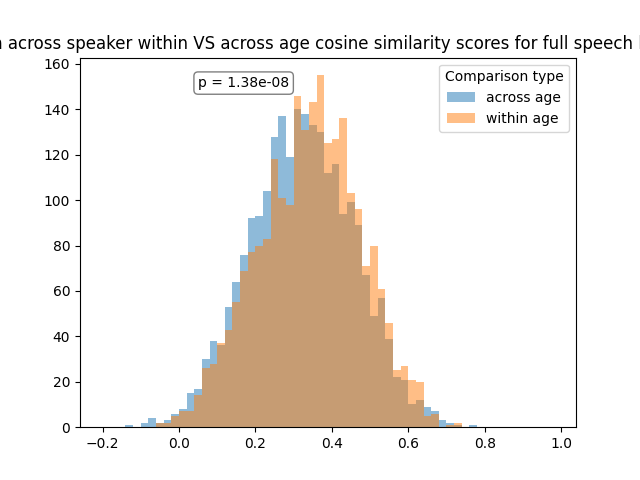 across speaker within VS across age cosine similarity scores for full speech
160
140
120
100
80
60
40
20
0
p = 1.38e-08
Comparison type
across age
within age
−0.2 0.0 0.2 0.4 0.6 0.8 1.0